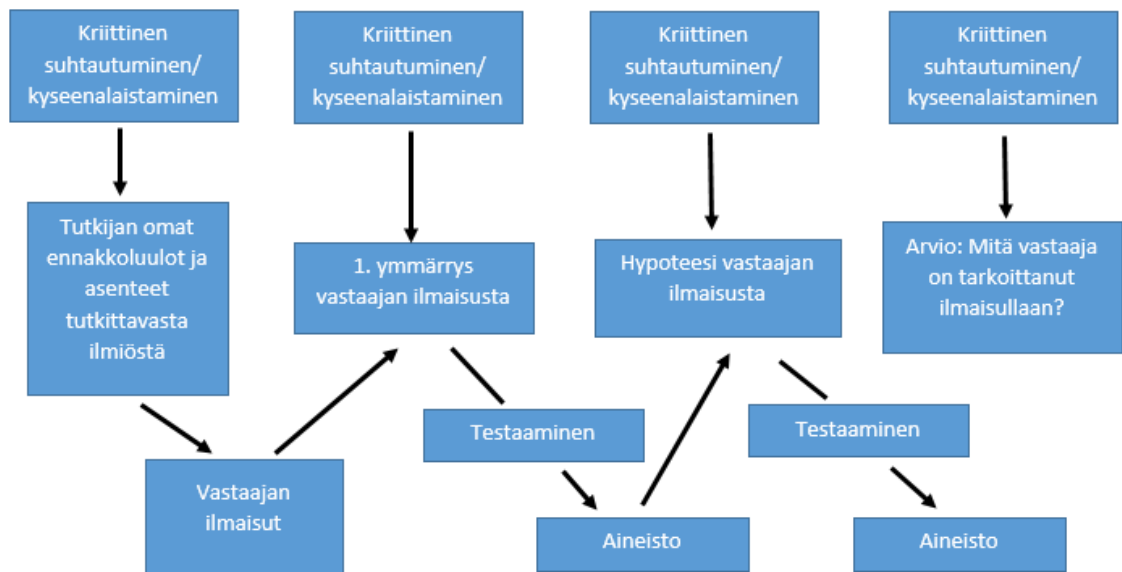 Kriittinen
suhtautuminen/
kyseenalaistaminen
Kriittinen
suhtautuminen/
kyseenalaistaminen
Kriittinen
suhtautuminen/
kyseenalaistaminen
Kriittinen
suhtautuminen/
kyseenalaistaminen
Tutkijan omat
ennakkoluulot ja
asenteet
tutkittavasta
ilmiöstä
1. ymmärrys
vastaajan ilmaisusta
Hypoteesi vastaajan
ilmaisusta
Arvio: Mitä vastaaja
on tarkoittanut
ilmaisullaan?
Testaaminen
Testaaminen
Vastaajan
ilmaisut
Aineisto
Aineisto